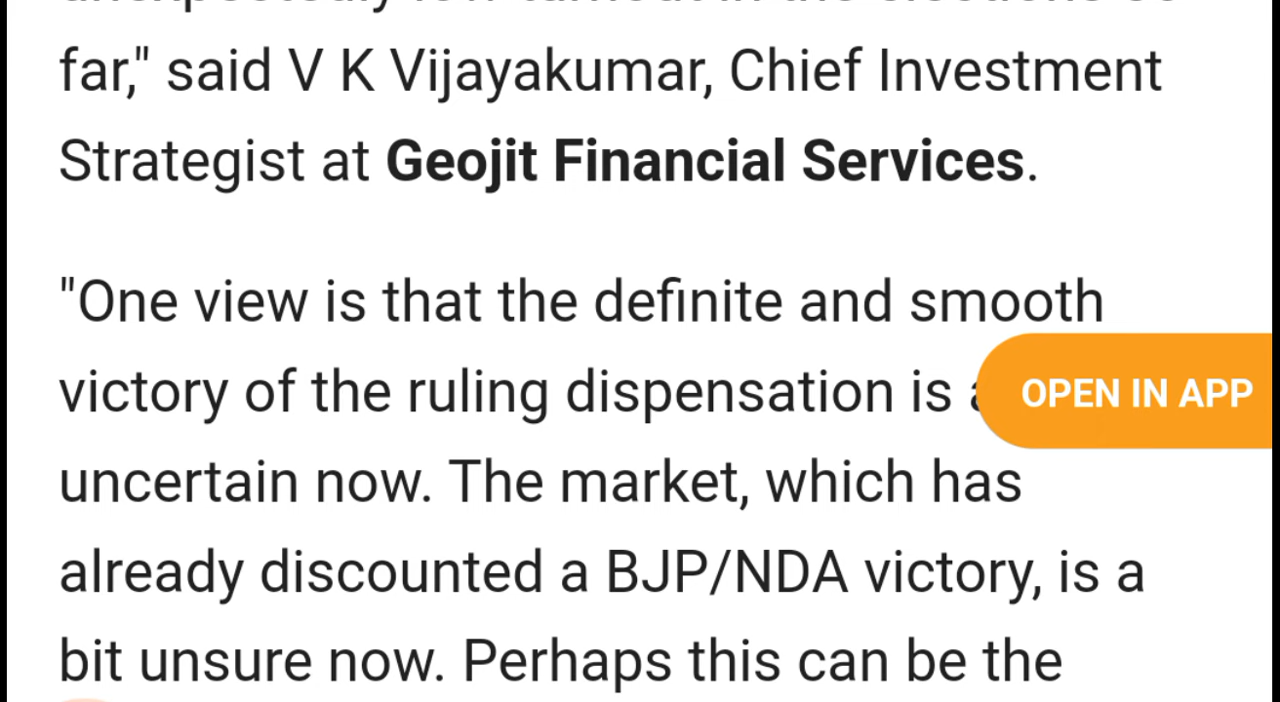 far," said V K Vijayakumar, Chief Investment
Strategist at Geojit Financial Services.
"One view is that the definite and smooth
victory of the ruling dispensation is
OPEN IN APP
uncertain now. The market, which has
already discounted a BJP/NDA victory, is a
bit unsure now. Perhaps this can be the